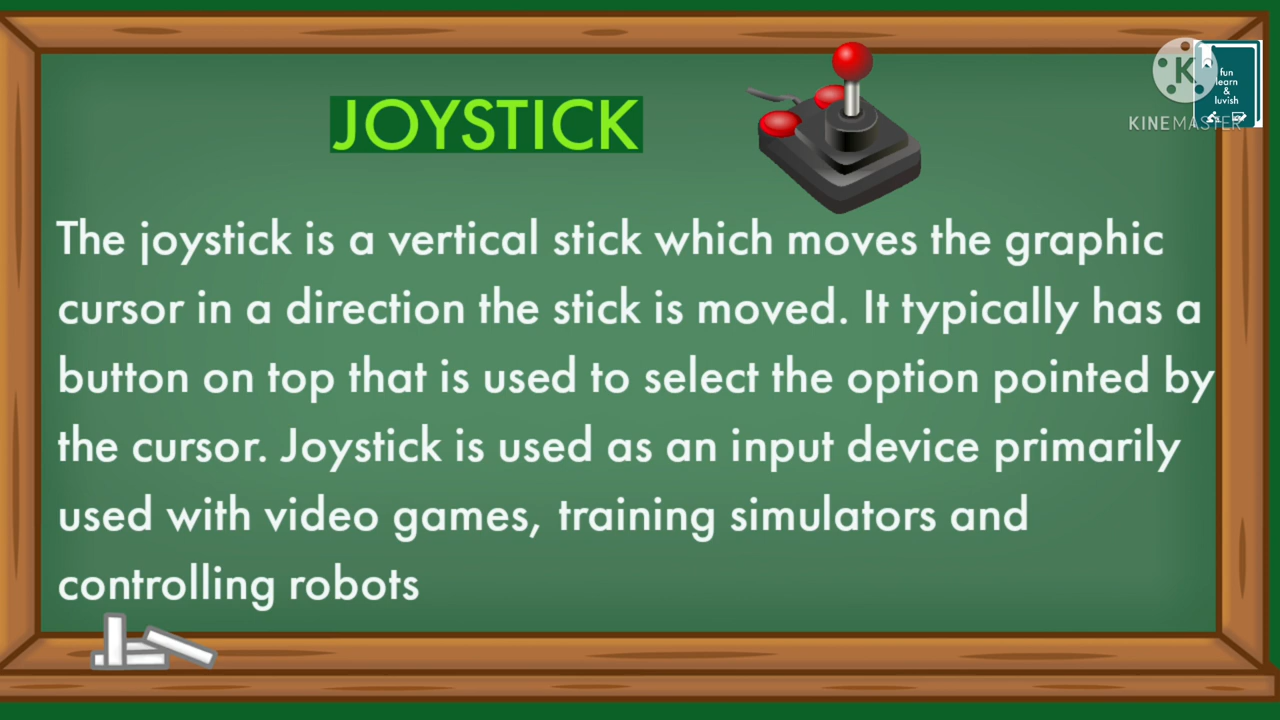 JOYSTICK
K
KINEMASTER
fun
learn
&
luvish
The joystick is a vertical stick which moves the graphic
cursor in a direction the stick is moved. It typically has a
button on top that is used to select the option pointed by
the cursor. Joystick is used as an input device primarily
used with video games, training simulators and
controlling robots